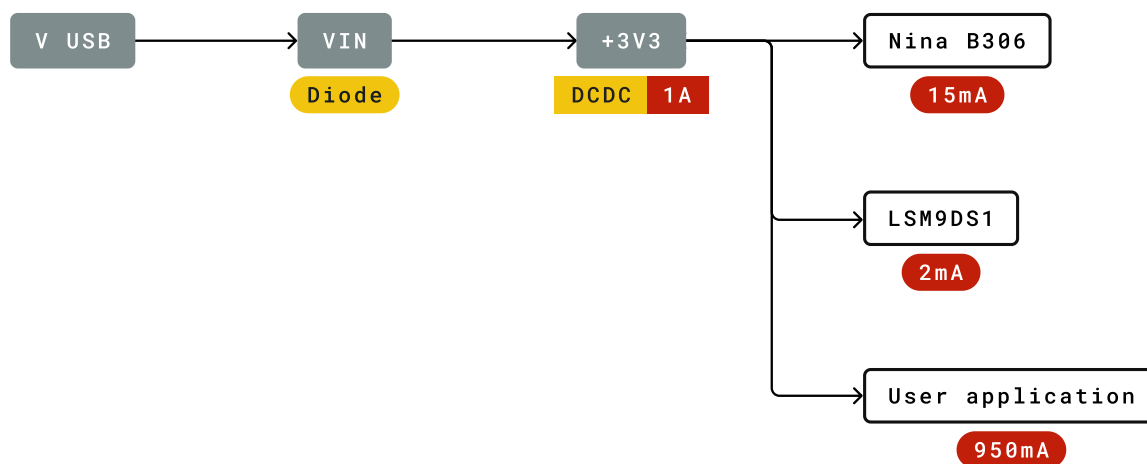 V USB
VIN
+3V3
Nina B306
Diode
DCDC 1A
15mA
LSM9DS1
2mA
User application
950mA